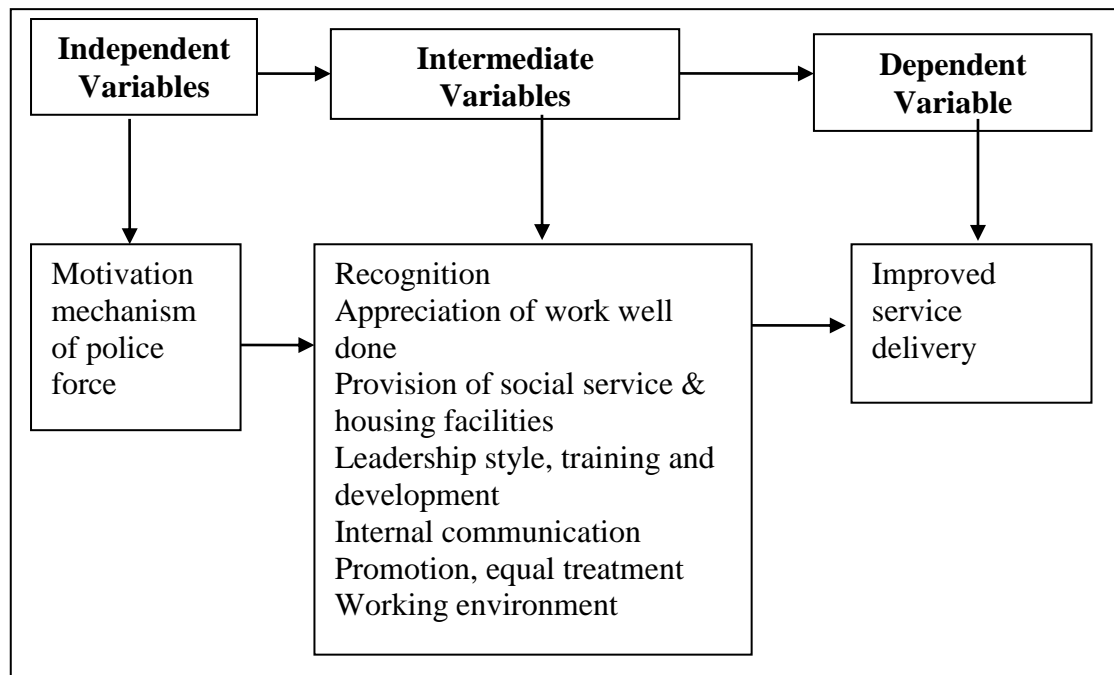 Independent
Variables
Intermediate
Variables
Dependent
Variable
Motivation
mechanism
of police
force
Recognition
Appreciation of work well
done
Provision of social service &
housing facilities
Leadership style, training and
development
Internal communication
Promotion, equal treatment
Working environment
Improved
service
delivery